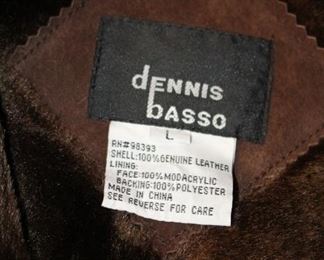 dENNIS
basso
L
RN#98393
SHELL:100%GENUINE LEATHER
LINING:
FACE:100%MODACRYLIC
BACKING:100%POLYESTER
MADE IN CHINA
SEE REVERSE FOR CARE